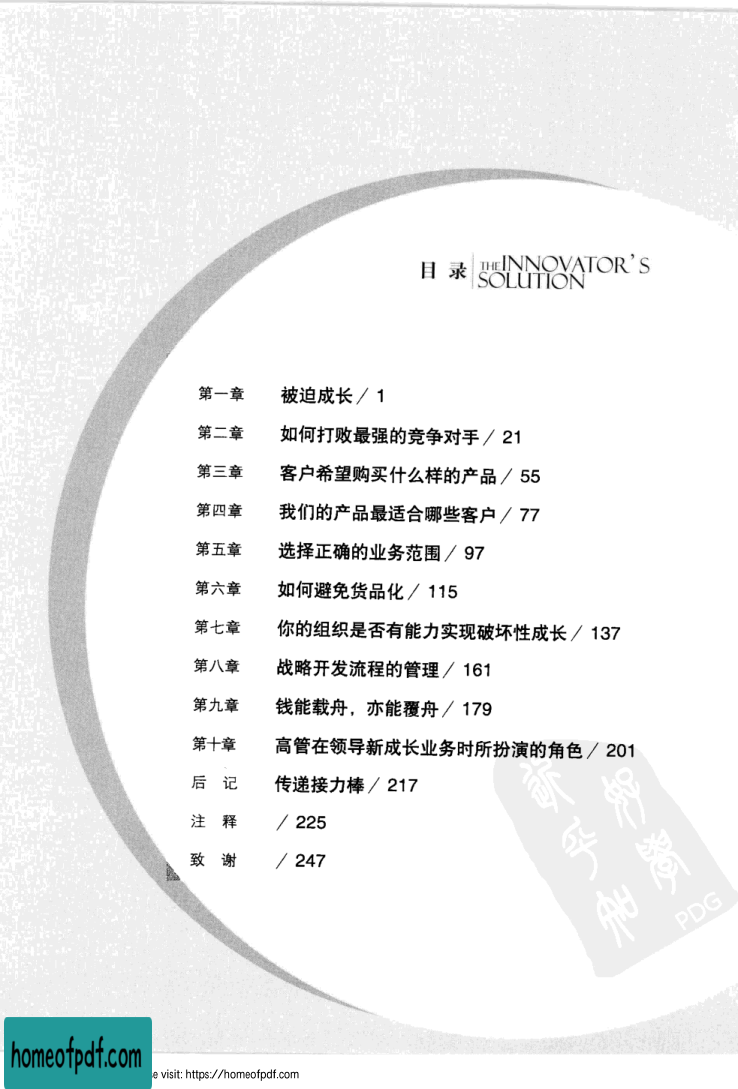 目 录 THE INNOVATOR'S
SOLUTION
第一章 被迫成长 / 1
第二章 如何打败最强的竞争对手 / 21
第三章 客户希望购买什么样的产品 / 55
第四章 我们的产品最适合哪些客户 / 77
第五章 选择正确的业务范围 / 97
第六章 如何避免货品化 / 115
第七章 你的组织是否有能力实现破坏性成长 / 137
第八章 战略开发流程的管理 / 161
第九章 钱能载舟，亦能覆舟 / 179
第十章 高管在领导新成长业务时所扮演的角色 / 201
后 记 传递接力棒 / 217
注 释 / 225
致 谢 / 247
PDG
homeofpdf.com
e visit: https://homeofpdf.com